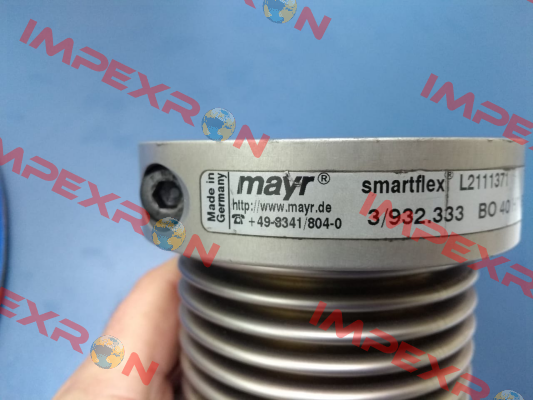 Made in
Germany
mayr®
http://www.mayr.de
☎ +49-8341/804-0
smartflex® L2111371
3/932.333 BO 40
IMPEXRON
IMPEXRON
IMPEXRON
IMPEXRON
IMPEXRON